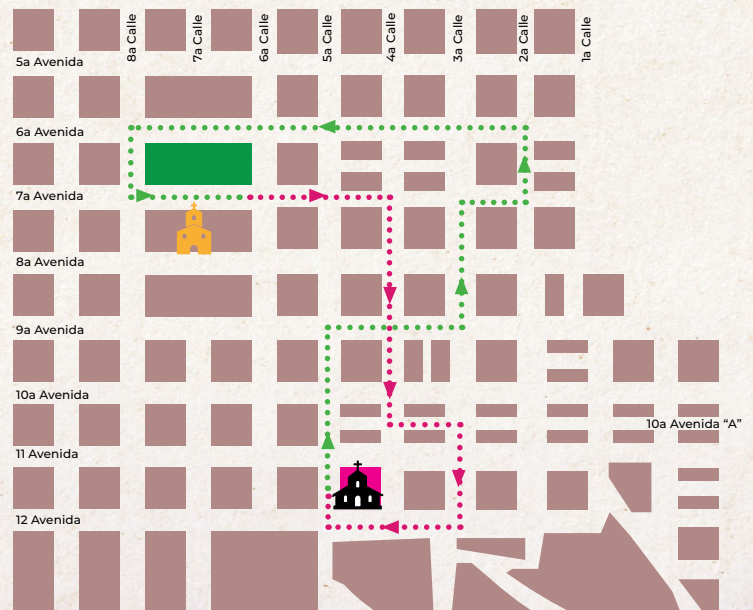 8a Calle
7a Calle
6a Calle
5a Calle
4a Calle
3a Calle
2a Calle
1a Calle
5a Avenida
6a Avenida
7a Avenida
8a Avenida
9a Avenida
10a Avenida
10a Avenida “A”
11 Avenida
12 Avenida